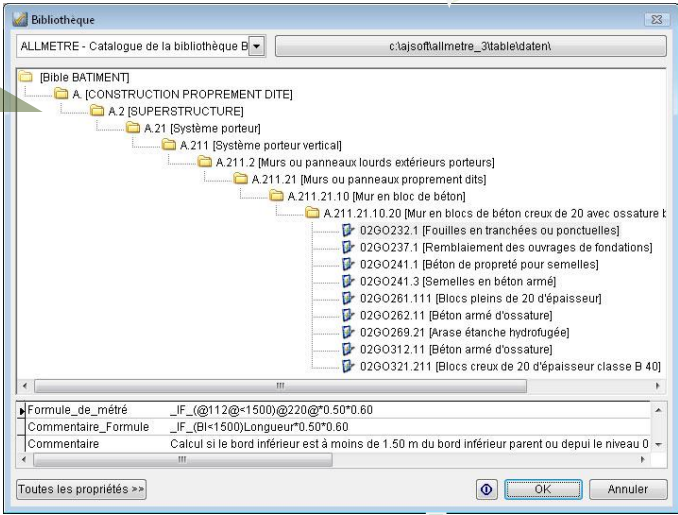 Bibliothèque
ALLMETRE - Catalogue de la bibliothèque B
c:\ajsoft\allmetre_3\table\daten\
[Bible BATIMENT]
A. [CONSTRUCTION PROPREMENT DITE]
A.2 [SUPERSTRUCTURE]
A.21 [Système porteur]
A.211 [Système porteur vertical]
A.211.2 [Murs ou panneaux lourds extérieurs porteurs]
A.211.21 [Murs ou panneaux proprement dits]
A.211.21.10 [Mur en bloc de béton]
A.211.21.10.20 [Mur en blocs de béton creux de 20 avec ossature b
02GO232.1 [Fouilles en tranchées ou ponctuelles]
02GO237.1 [Remblaiement des ouvrages de fondations]
02GO241.1 [Béton de propreté pour semelles]
02GO241.3 [Semelles en béton armé]
02GO261.111 [Blocs pleins de 20 d'épaisseur]
02GO262.11 [Béton armé d'ossature]
02GO269.21 [Arase étanche hydrofugée]
02GO312.11 [Béton armé d'ossature]
02GO321.211 [Blocs creux de 20 d'épaisseur classe B 40]
Formule_de_métré _IF_(@112@<1500)@220@*0.50*0.60
Commentaire_Formule _IF_(BI<1500)Longueur*0.50*0.60
Commentaire Calcul si le bord inférieur est à moins de 1.50 m du bord inférieur parent ou depui le niveau 0
Toutes les propriétés >>
OK
Annuler